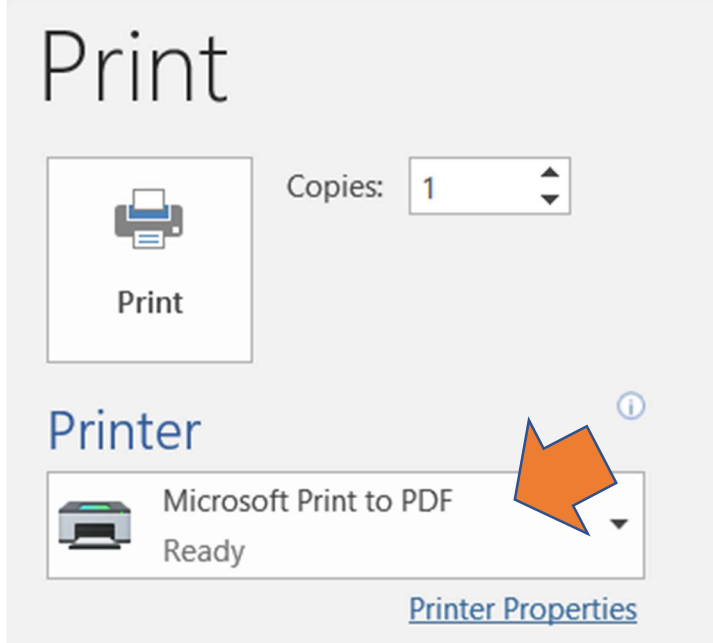 Print
Copies: 1
Print
Printer
Microsoft Print to PDF
Ready
Printer Properties